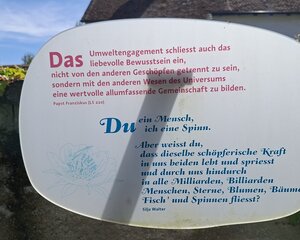 Das Umweltengagement schliesst auch das
liebevolle Bewusstsein ein,
nicht von den anderen Geschöpfen getrennt zu sein,
sondern mit den anderen Wesen des Universums
eine wertvolle allumfassende Gemeinschaft zu bilden.
Papst Franziskus (LS 220)
Du ein Mensch,
ich eine Spinn.
Aber weisst du,
dass dieselbe schöpferische Kraft
in uns beiden lebt und spriesst
und durch uns hindurch
in alle Milliarden, Billiarden
Menschen, Sterne, Blumen, Bäume
Fisch' und Spinnen fliesst?
Silja Walter